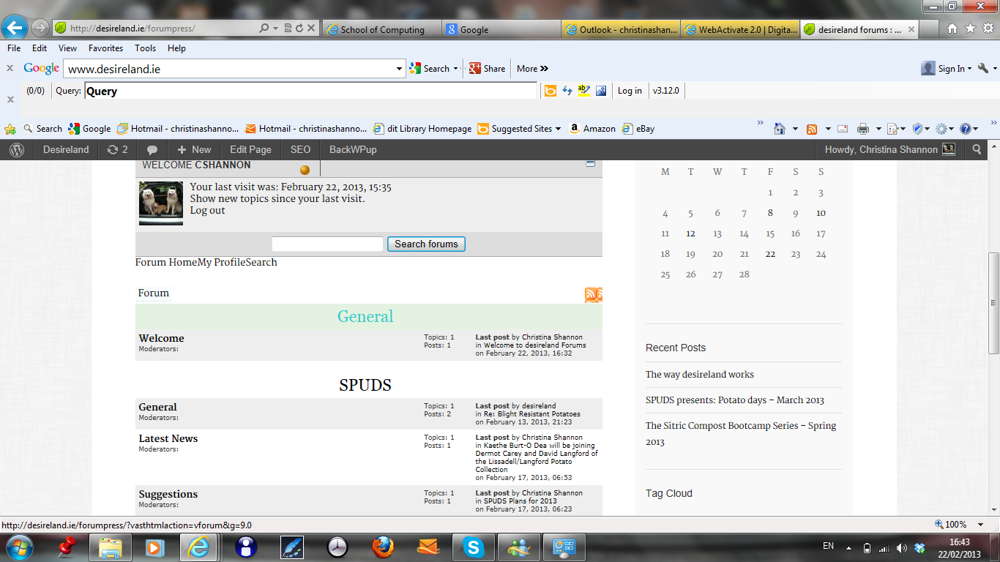 http://desireland.ie/forumpress/
School of Computing
Google
Outlook - christinashan...
WebActivate 2.0 | Digita...
desireland forums : ...
File Edit View Favorites Tools Help
Google www.desireland.ie Search Share More Sign In
(0/0) Query: Query Log in v3.12.0
Search Google Hotmail - christinashanno... Hotmail - christinashanno... dit Library Homepage Suggested Sites Amazon eBay
Desireland 2 New Edit Page SEO BackWPup Howdy, Christina Shannon
WELCOME CSHANNON
Your last visit was: February 22, 2013, 15:35
Show new topics since your last visit.
Log out
Search forums
Forum HomeMy ProfileSearch
Forum
General
Welcome
Moderators:
Topics: 1
Posts: 1
Last post by Christina Shannon
in Welcome to desireland Forums
on February 22, 2013, 16:32
SPUDS
General
Moderators:
Topics: 1
Posts: 2
Last post by desireland
in Re: Blight Resistant Potatoes
on February 13, 2013, 21:23
Latest News
Moderators:
Topics: 1
Posts: 1
Last post by Christina Shannon
in Kaethe Burt-O Dea will be joining
Dermot Carey and David Langford of
the Lissadell/Langford Potato
Collection
on February 17, 2013, 06:53
Suggestions
Moderators:
Topics: 1
Posts: 1
Last post by Christina Shannon
in SPUDS Plans for 2013
on February 17, 2013, 06:23
M T W T F S S
1 2 3
4 5 6 7 8 9 10
11 12 13 14 15 16 17
18 19 20 21 22 23 24
25 26 27 28
Recent Posts
The way desireland works
SPUDS presents: Potato days – March 2013
The Sitric Compost Bootcamp Series – Spring
2013
Tag Cloud
http://desireland.ie/forumpress/?vasthtmlaction=vforum&g=9.0
100%
EN
16:43
22/02/2013